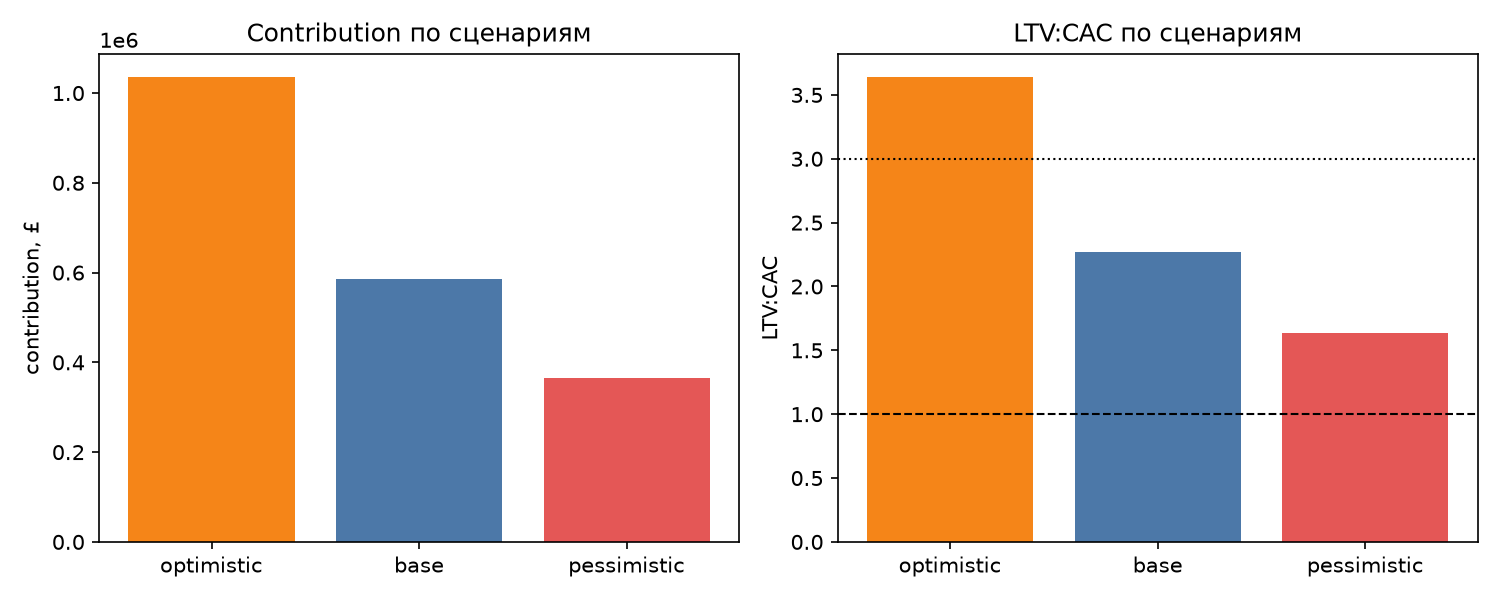 Contribution по сценариям
1e6
contribution, £
1.0
0.8
0.6
0.4
0.2
0.0
optimistic base pessimistic
LTV:CAC по сценариям
LTV:CAC
3.5
3.0
2.5
2.0
1.5
1.0
0.5
0.0
optimistic base pessimistic